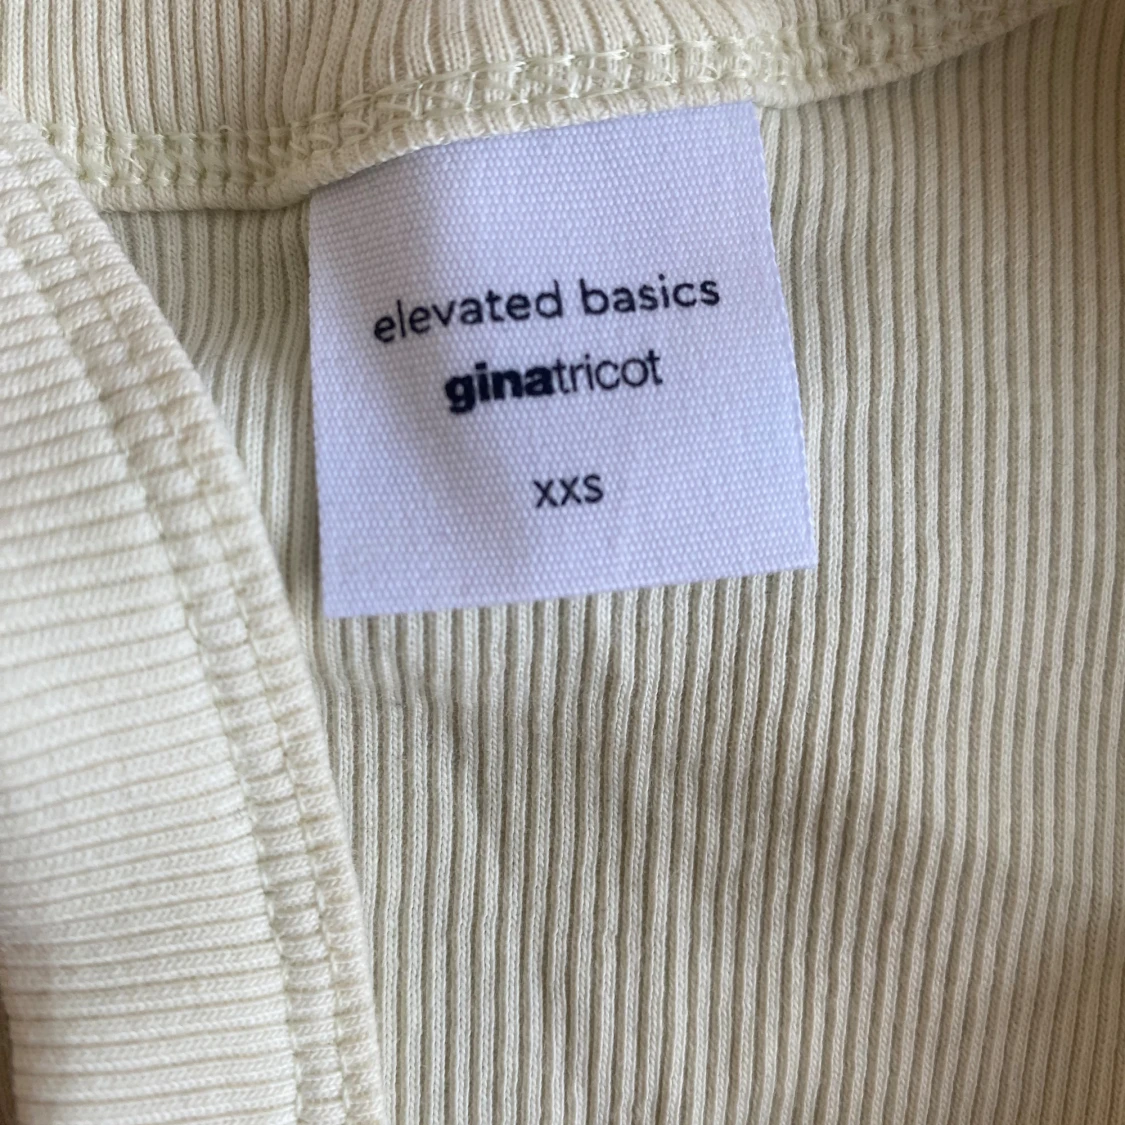 elevated basics
ginatricot
XXS